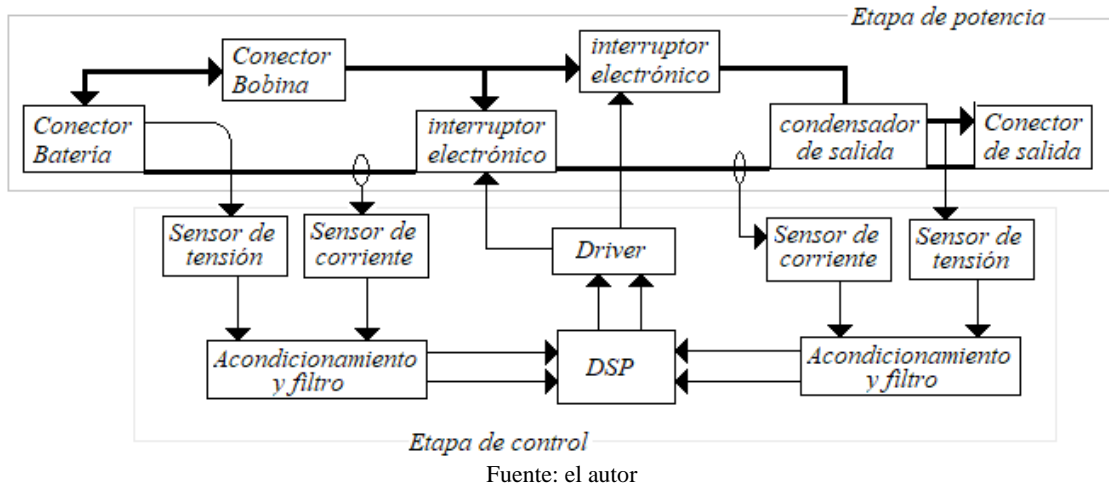 Etapa de potencia
Conector
Bobina
interruptor
electrónico
Conector
Batería
interruptor
electrónico
condensador
de salida
Conector
de salida
Sensor de
tensión
Sensor de
corriente
Driver
Sensor de
corriente
Sensor de
tensión
Acondicionamiento
y filtro
DSP
Acondicionamiento
y filtro
Etapa de control
Fuente: el autor